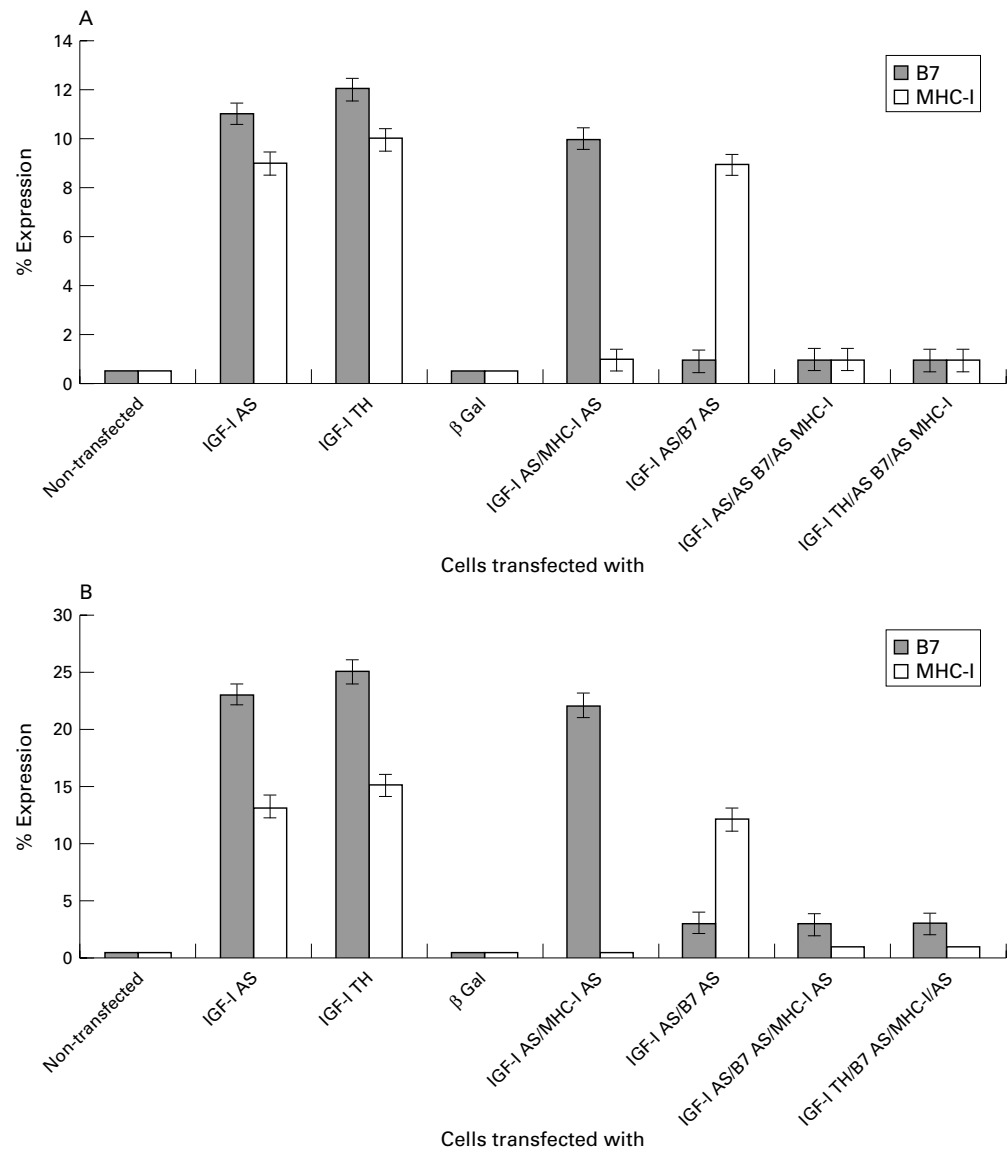 A
14
12
10
8
6
4
2
0
% Expression
B7
MHC-I
Non-transfected
IGF-I AS
IGF-I TH
β Gal
IGF-I AS/MHC-I AS
IGF-I AS/B7 AS
IGF-I AS/AS B7/AS MHC-I
IGF-I TH/AS B7/AS MHC-I
Cells transfected with
B
30
25
20
15
10
5
0
% Expression
B7
MHC-I
Non-transfected
IGF-I AS
IGF-I TH
β Gal
IGF-I AS/MHC-I AS
IGF-I AS/B7 AS
IGF-I AS/B7 AS/MHC-I AS
IGF-I TH/B7 AS/MHC-I/AS
Cells transfected with